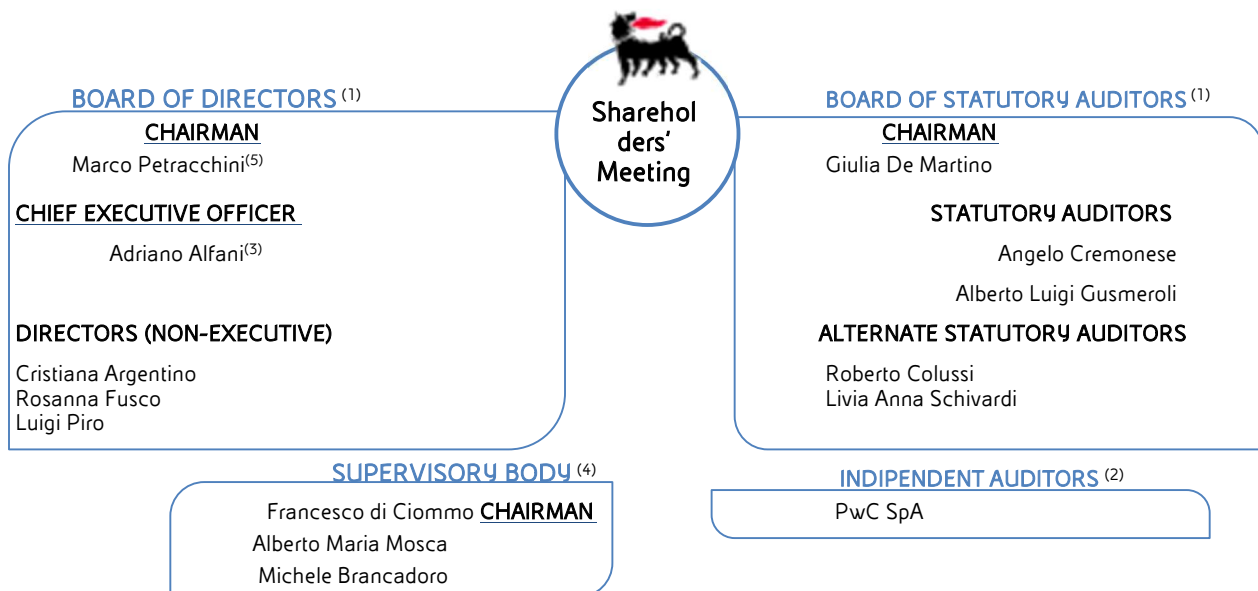 Sharehol
ders'
Meeting
BOARD OF DIRECTORS (1)
CHAIRMAN
Marco Petracchini(5)
CHIEF EXECUTIVE OFFICER
Adriano Alfani(3)
DIRECTORS (NON-EXECUTIVE)
Cristiana Argentino
Rosanna Fusco
Luigi Piro
BOARD OF STATUTORY AUDITORS (1)
CHAIRMAN
Giulia De Martino
STATUTORY AUDITORS
Angelo Cremonese
Alberto Luigi Gusmeroli
ALTERNATE STATUTORY AUDITORS
Roberto Colussi
Livia Anna Schivardi
SUPERVISORY BODY (4)
Francesco di Ciommo CHAIRMAN
Alberto Maria Mosca
Michele Brancadoro
INDIPENDENT AUDITORS (2)
PwC SpA